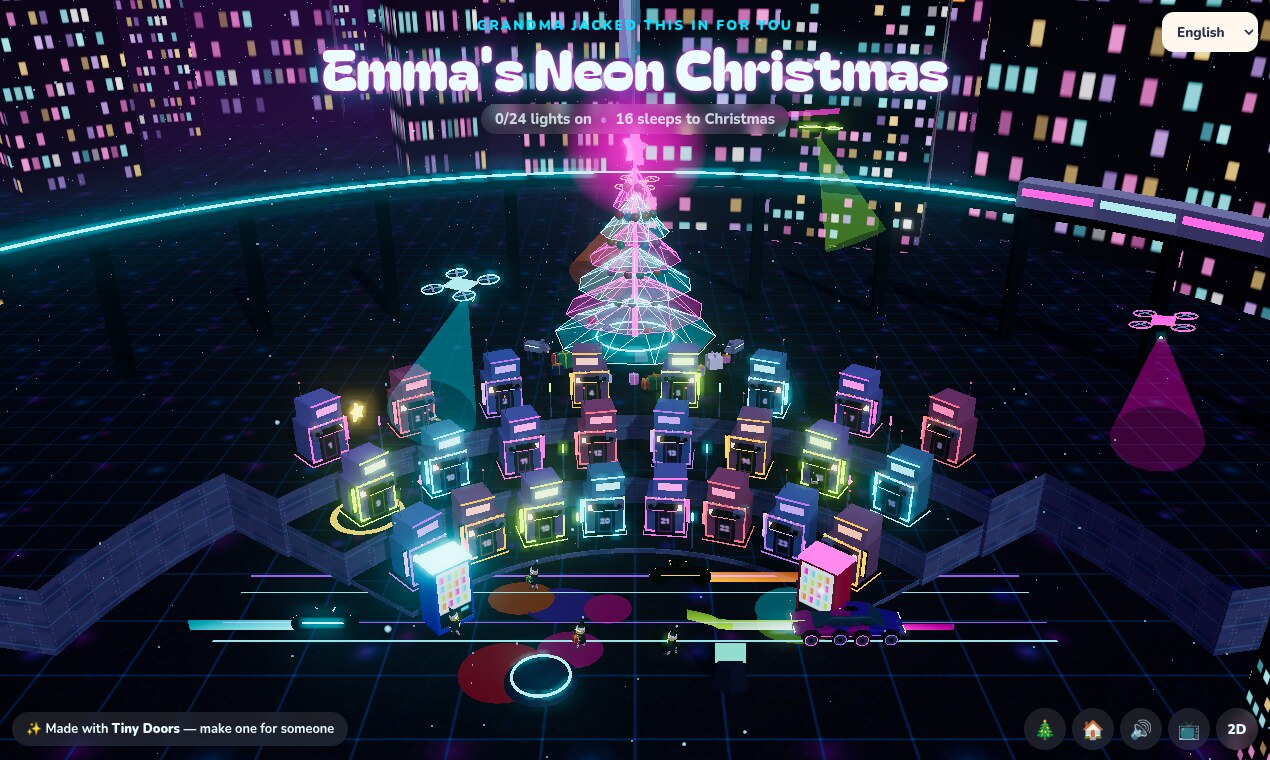 GRANDMA JACKED THIS IN FOR YOU
English
Emma's Neon Christmas
0/24 lights on • 16 sleeps to Christmas
✨ Made with Tiny Doors — make one for someone
2D